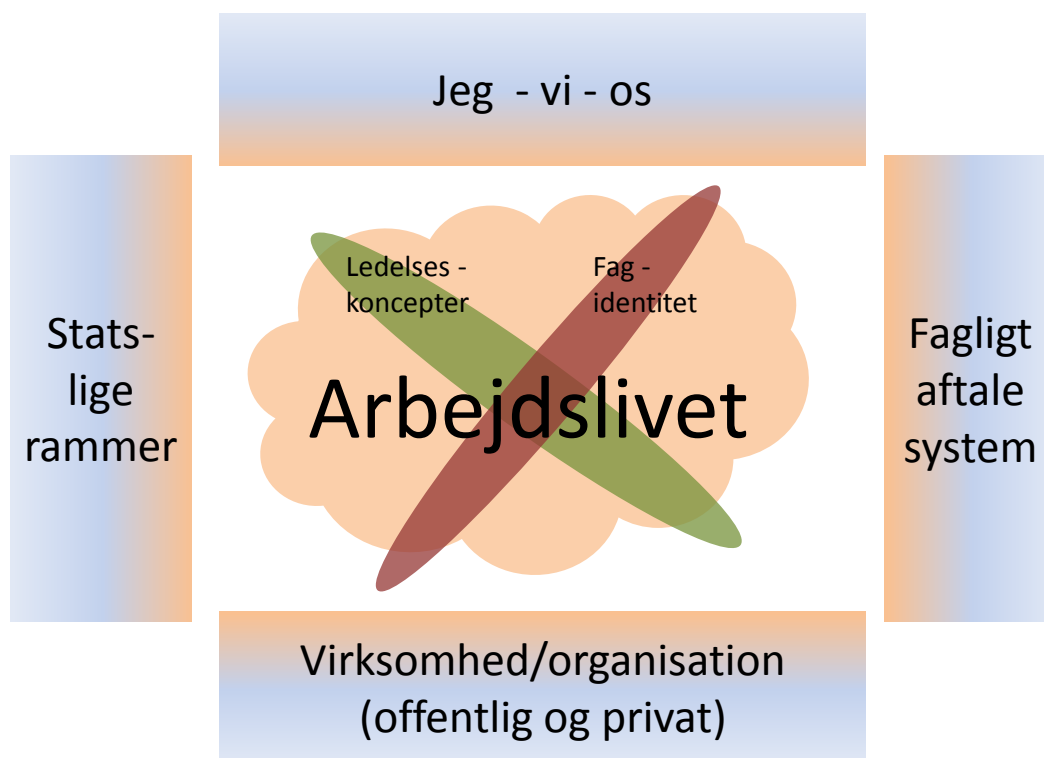 Jeg - vi - os
Ledelses -
koncepter
Fag -
identitet
Stats-
lige
rammer
Arbejdslivet
Fagligt
aftale
system
Virksomhed/organisation
(offentlig og privat)